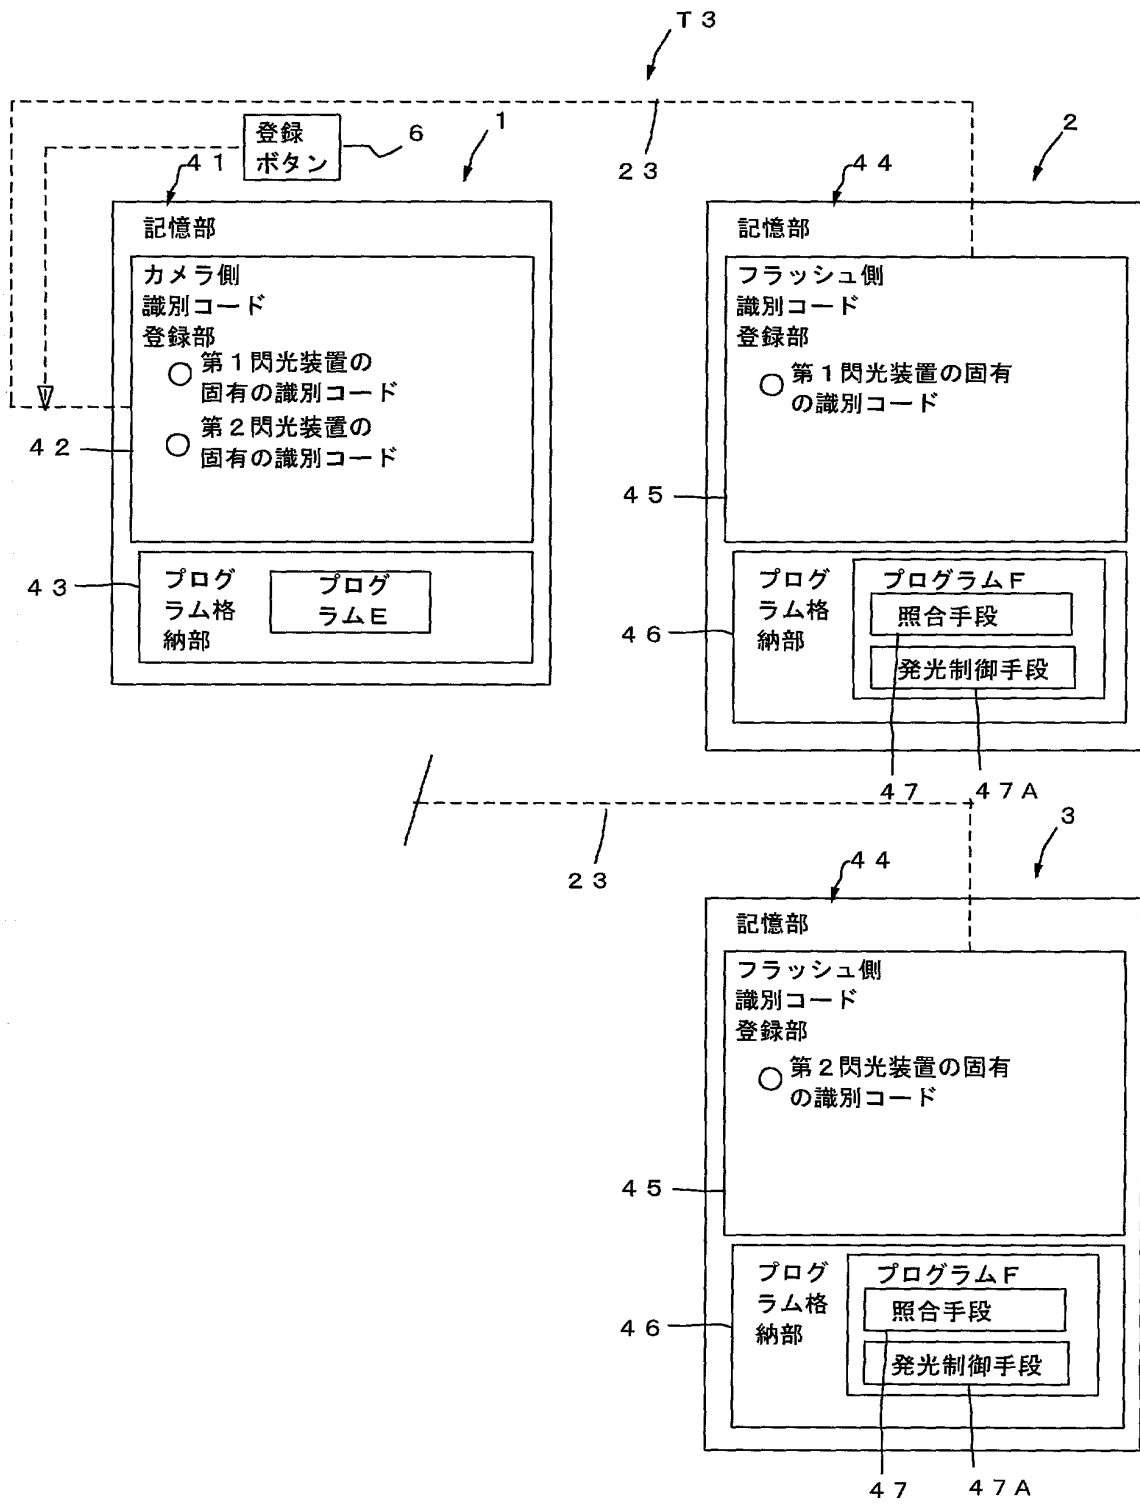 Ｔ３
登録
ボタン
６
１
２３
２
４１
記憶部
カメラ側
識別コード
登録部
○ 第１閃光装置の
固有の識別コード
○ 第２閃光装置の
固有の識別コード
４２
４３
プログ
ラム格
納部
プログ
ラムＥ
４４
記憶部
フラッシュ側
識別コード
登録部
○ 第１閃光装置の固有
の識別コード
４５
４６
プログ
ラム格
納部
プログラムＦ
照合手段
発光制御手段
４７
４７Ａ
２３
３
４４
記憶部
フラッシュ側
識別コード
登録部
○ 第２閃光装置の固有
の識別コード
４５
４６
プログ
ラム格
納部
プログラムＦ
照合手段
発光制御手段
４７
４７Ａ